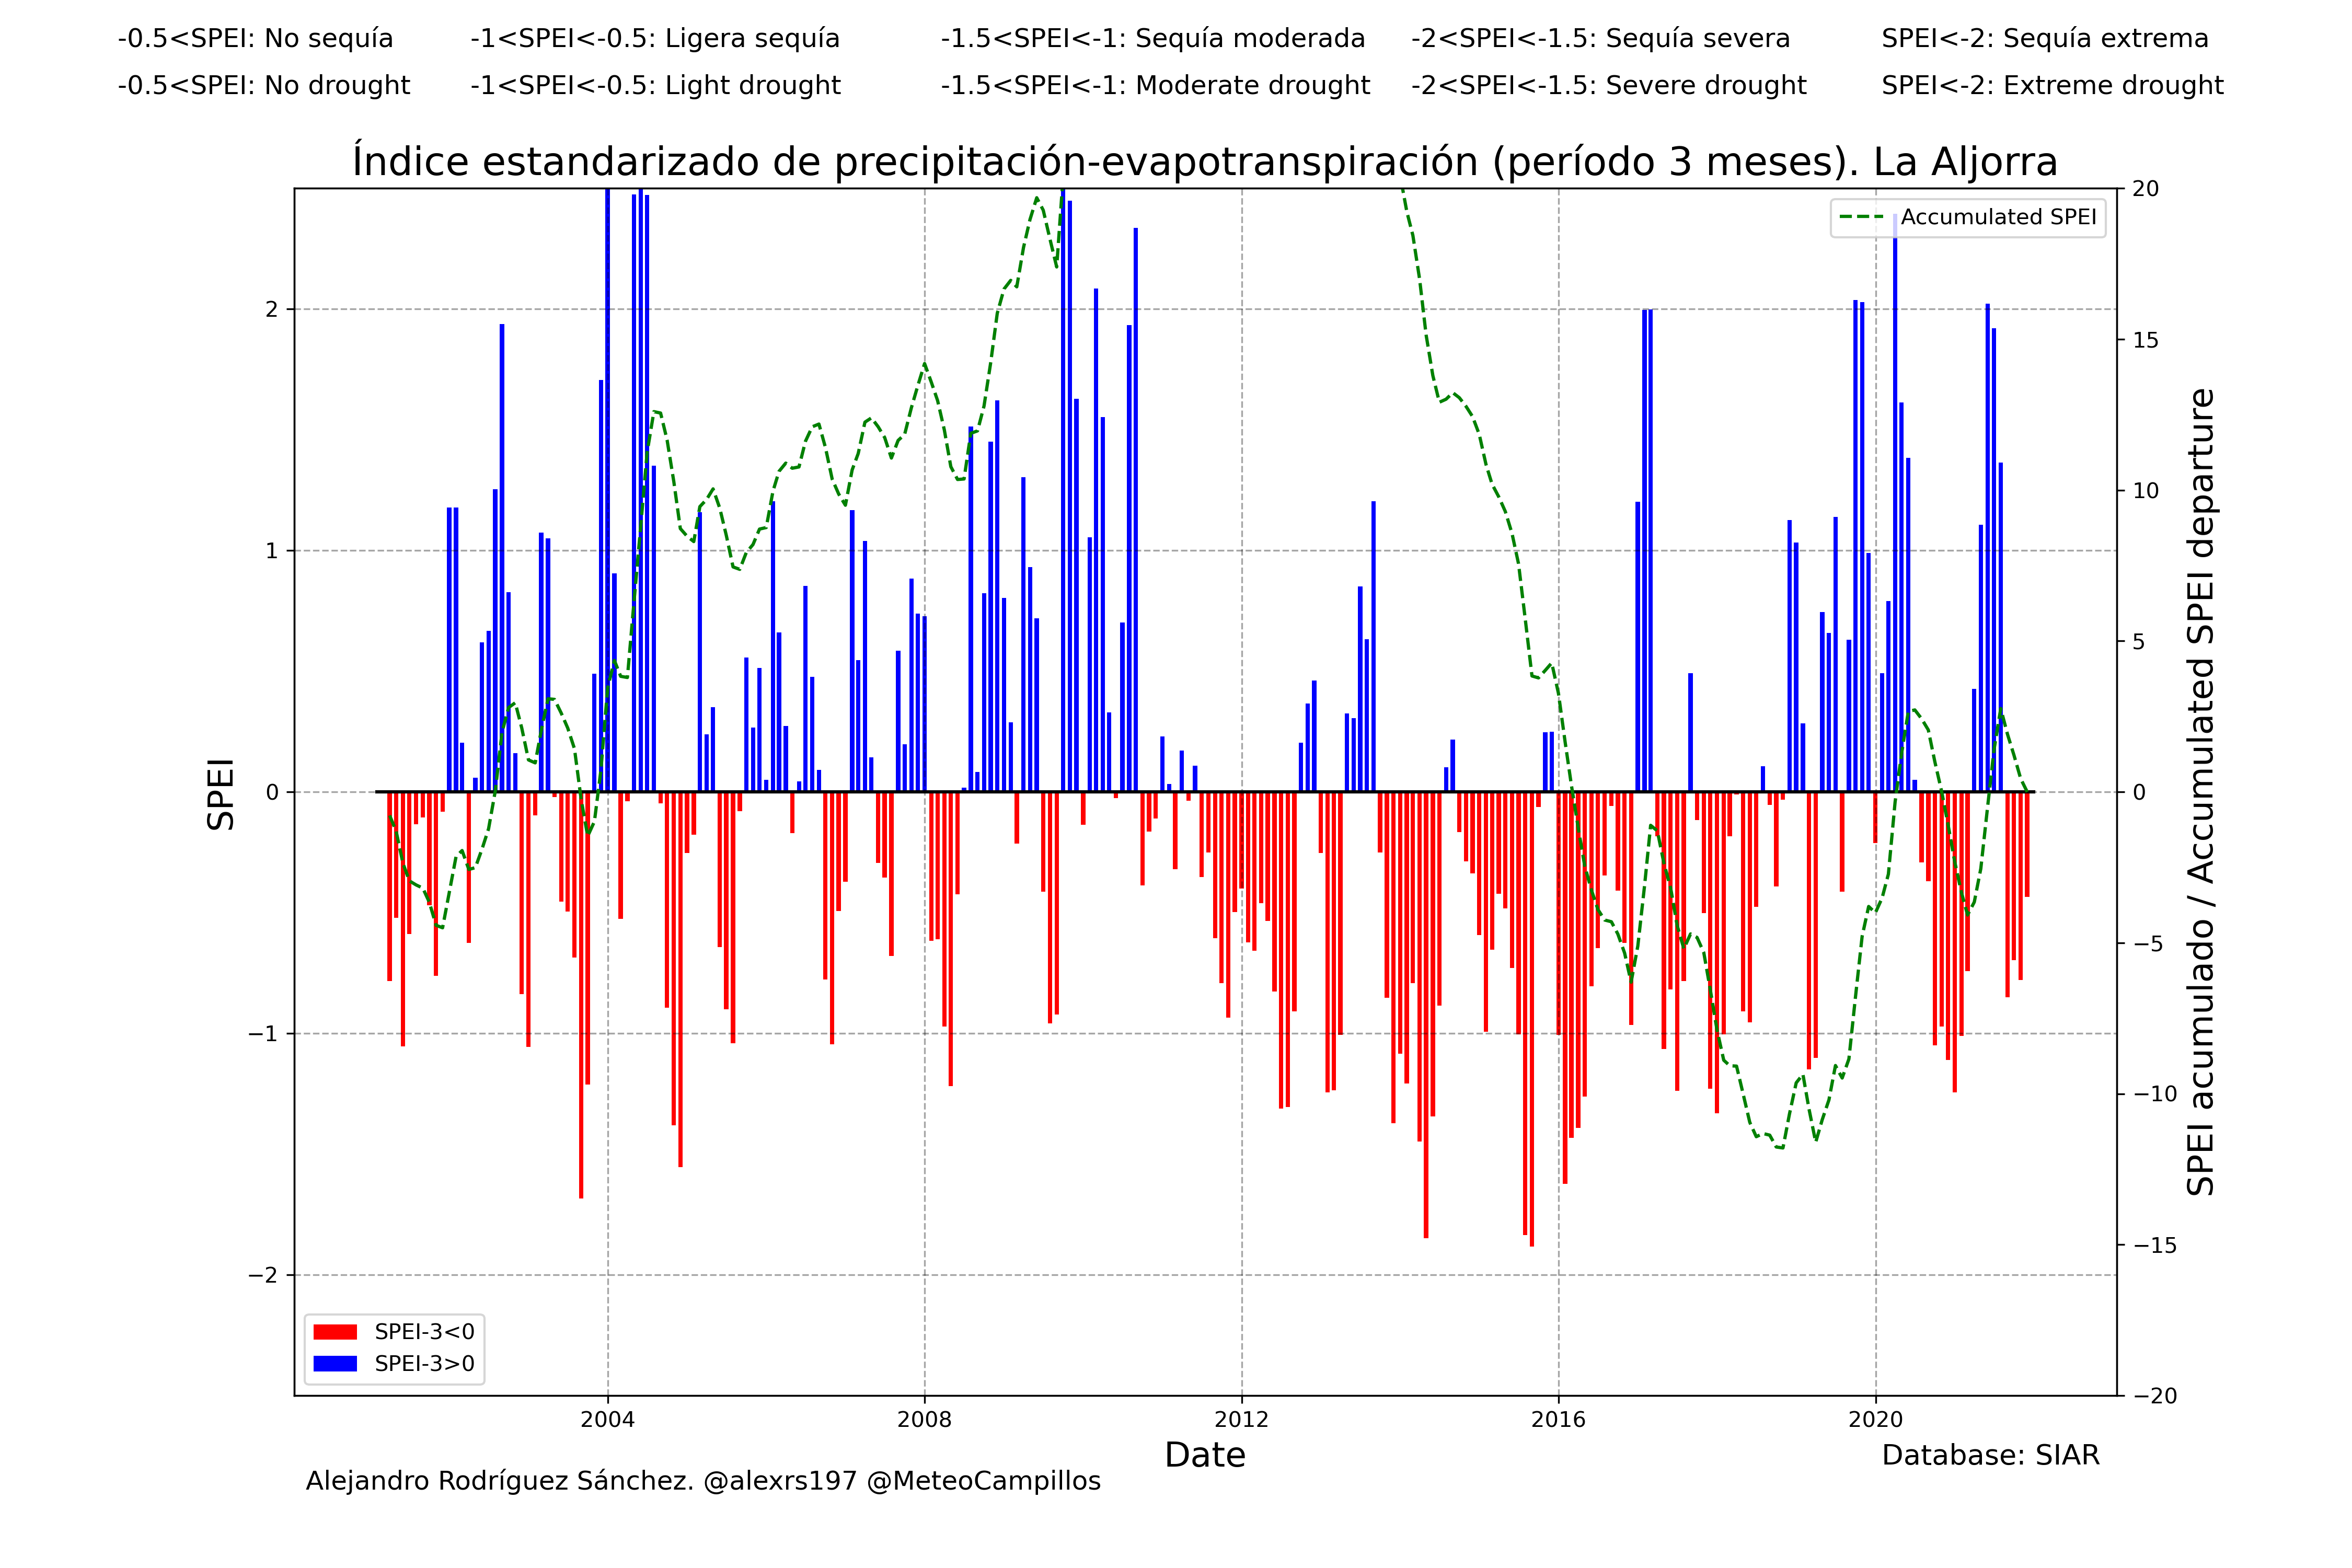 -0.5<SPEI: No sequía -1<SPEI<-0.5: Ligera sequía -1.5<SPEI<-1: Sequía moderada -2<SPEI<-1.5: Sequía severa SPEI<-2: Sequía extrema
-0.5<SPEI: No drought -1<SPEI<-0.5: Light drought -1.5<SPEI<-1: Moderate drought -2<SPEI<-1.5: Severe drought SPEI<-2: Extreme drought
Índice estandarizado de precipitación-evapotranspiración (período 3 meses). La Aljorra
Accumulated SPEI
SPEI
2
1
0
−1
−2
20
15
10
5
0
−5
−10
−15
−20
SPEI acumulado / Accumulated SPEI departure
SPEI-3<0
SPEI-3>0
2004 2008 2012 2016 2020
Date
Database: SIAR
Alejandro Rodríguez Sánchez. @alexrs197 @MeteoCampillos